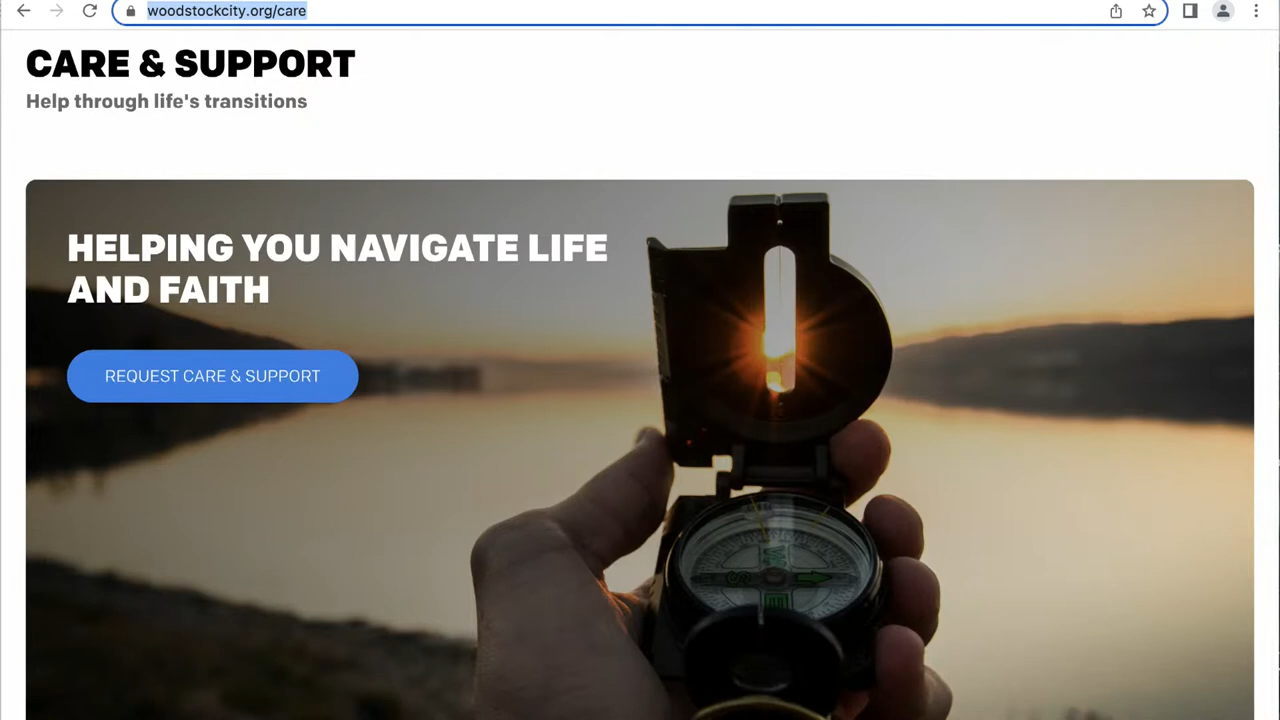 woodstockcity.org/care
CARE & SUPPORT
Help through life's transitions
HELPING YOU NAVIGATE LIFE
AND FAITH
REQUEST CARE & SUPPORT